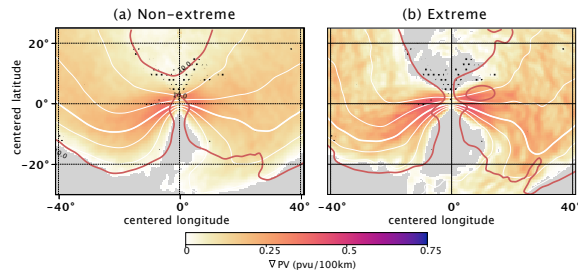 (a) Non-extreme
(b) Extreme
centered latitude
20°
0°
−20°
−40°
0°
40°
−40°
0°
40°
centered longitude
centered longitude
0
0.25
0.5
0.75
∇PV (pvu/100km)